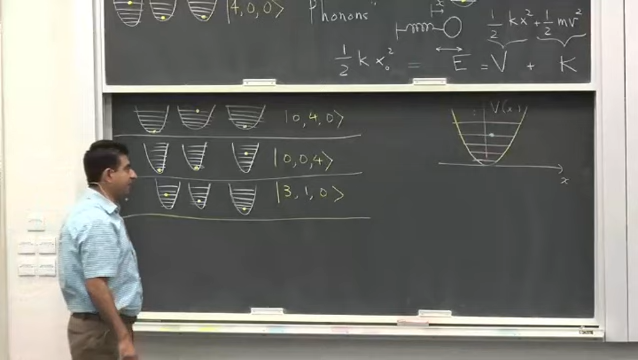 |4,0,0⟩
Phonons"
x
½ k x² + ½ m v²
½ k x₀² = E = V + K
|0,4,0⟩
V(x)
|0,0,4⟩
x
|3,1,0⟩